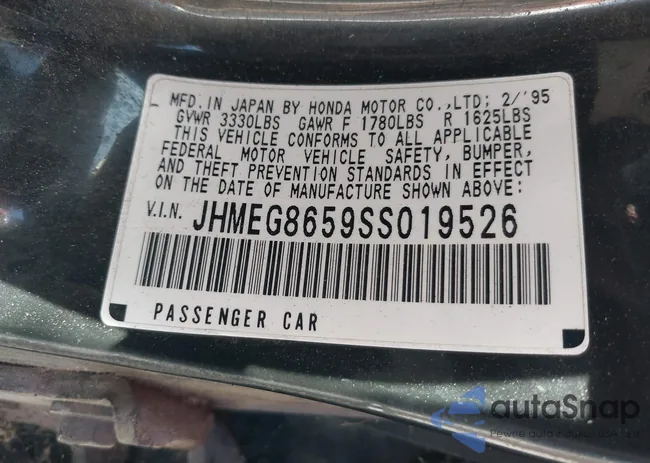 MFD.IN JAPAN BY HONDA MOTOR CO.,LTD; 2/'95
GVWR 3330LBS GAWR F 1780LBS R 1625LBS
THIS VEHICLE CONFORMS TO ALL APPLICABLE
FEDERAL MOTOR VEHICLE SAFETY, BUMPER,
AND THEFT PREVENTION STANDARDS IN EFFECT
ON THE DATE OF MANUFACTURE SHOWN ABOVE:
V.I.N. JHMEG8659SS019526
PASSENGER CAR
autoSnap
Pewne auto